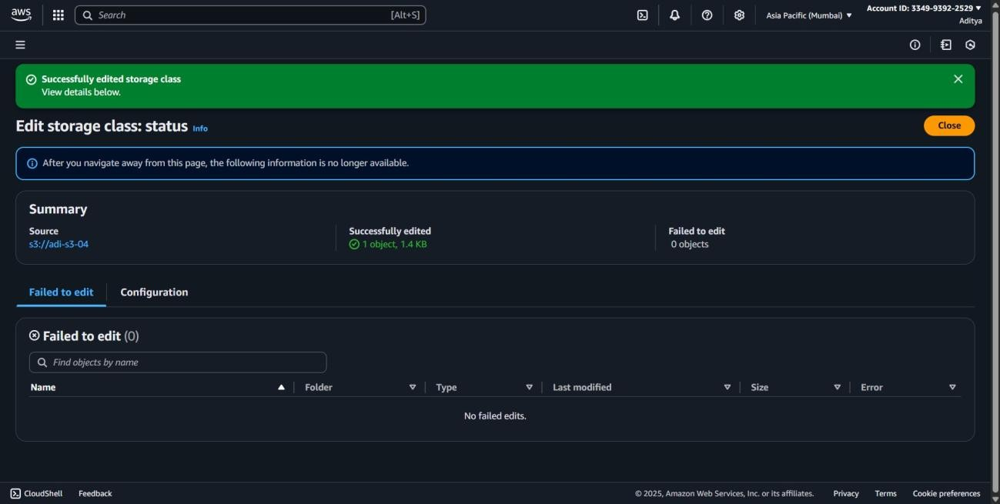 aws
Search [Alt+S]
Asia Pacific (Mumbai) ▼
Account ID: 3349-9392-2529 ▼
Aditya
Successfully edited storage class
View details below.
Edit storage class: status Info
Close
After you navigate away from this page, the following information is no longer available.
Summary
Source
s3://adi-s3-04
Successfully edited
1 object, 1.4 KB
Failed to edit
0 objects
Failed to edit
Configuration
Failed to edit (0)
Find objects by name
Name Folder Type Last modified Size Error
No failed edits.
CloudShell Feedback © 2025, Amazon Web Services, Inc. or its affiliates. Privacy Terms Cookie preferences